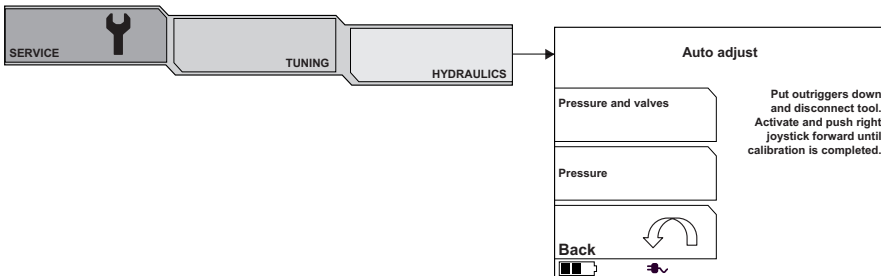 SERVICE
TUNING
HYDRAULICS
Auto adjust
Pressure and valves
Put outriggers down
and disconnect tool.
Activate and push right
joystick forward until
calibration is completed.
Pressure
Back